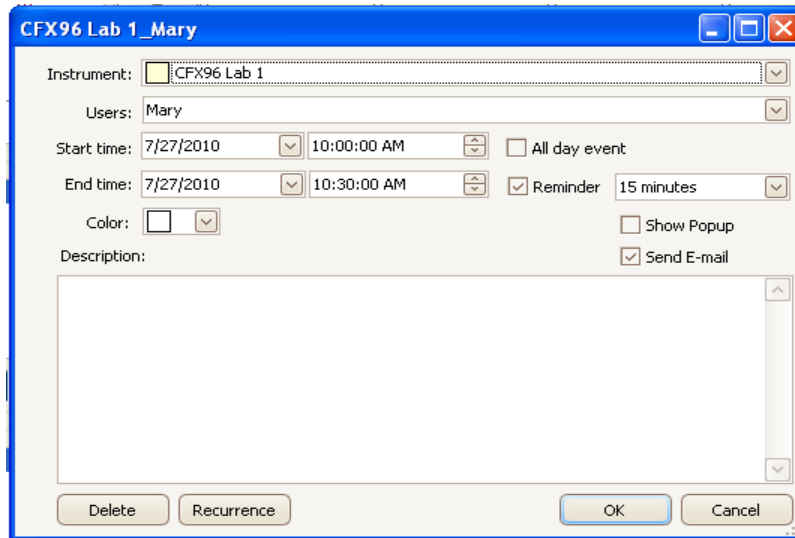 CFX96 Lab 1_Mary
Instrument: CFX96 Lab 1
Users: Mary
Start time: 7/27/2010 10:00:00 AM All day event
End time: 7/27/2010 10:30:00 AM Reminder 15 minutes
Color: Show Popup
Description: Send E-mail
Delete Recurrence OK Cancel